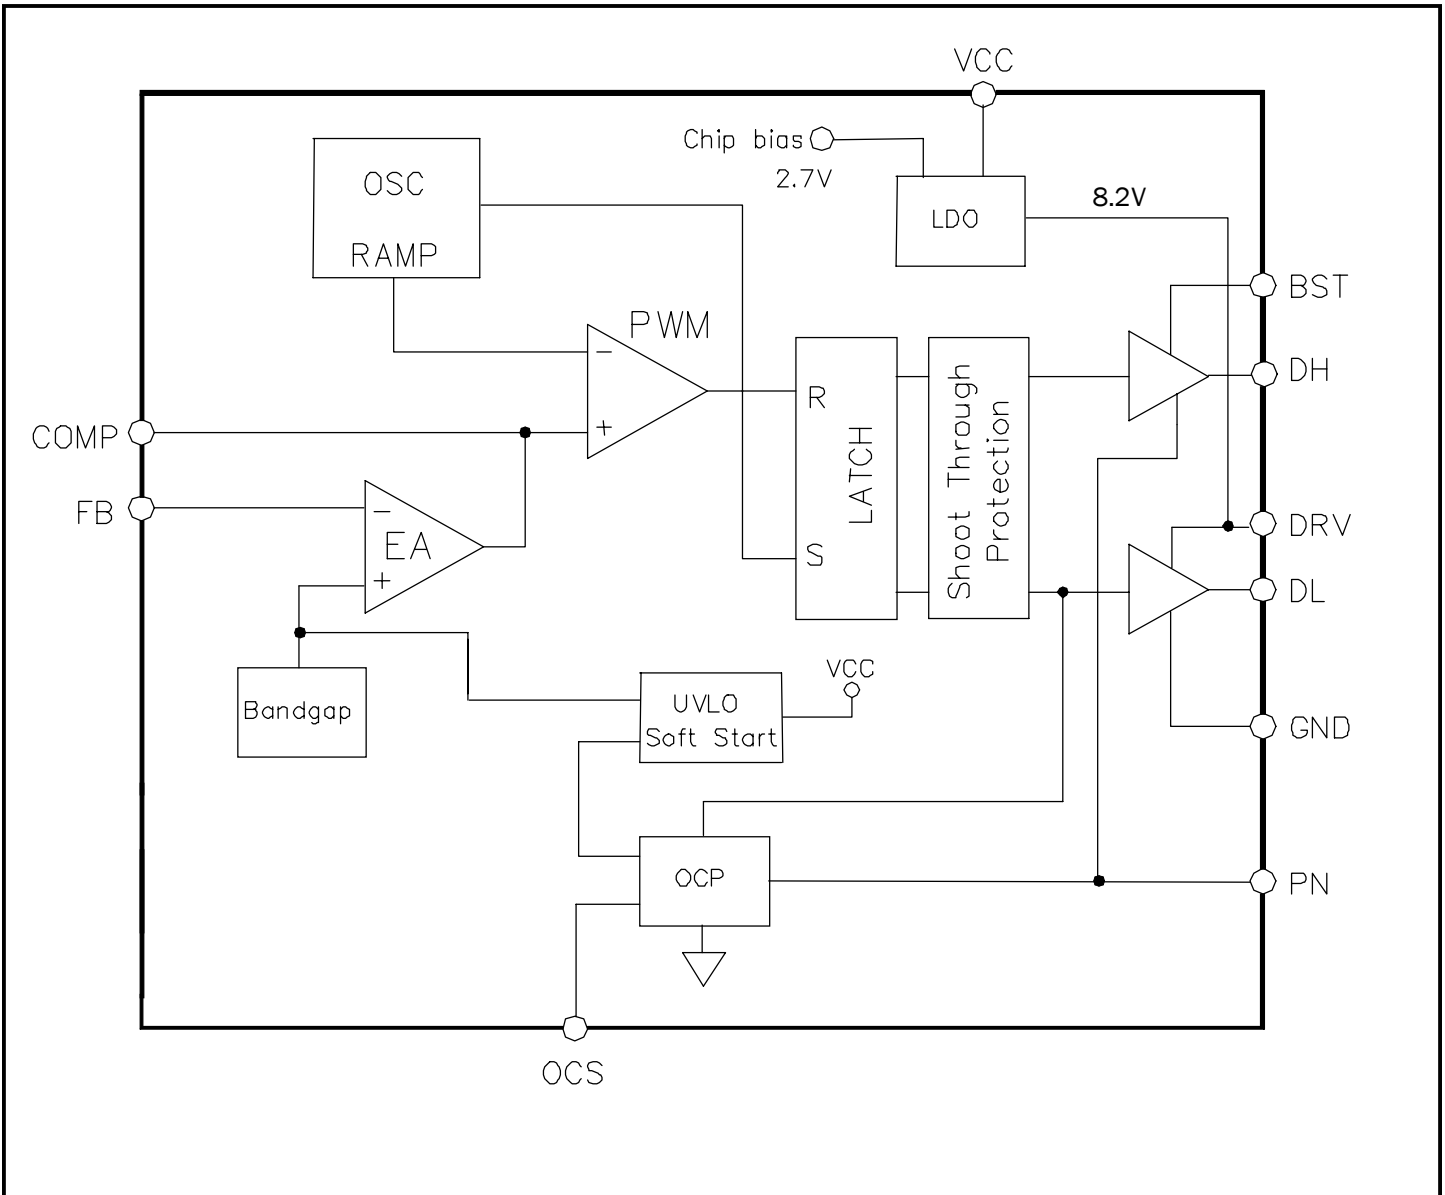 VCC
Chip bias
2.7V
OSC
RAMP
LDO
8.2V
BST
PWM
−
+
R
S
LATCH
Shoot Through
Protection
DH
COMP
FB
−
EA
+
DRV
DL
Bandgap
UVLO
Soft Start
VCC
GND
OCP
PN
OCS